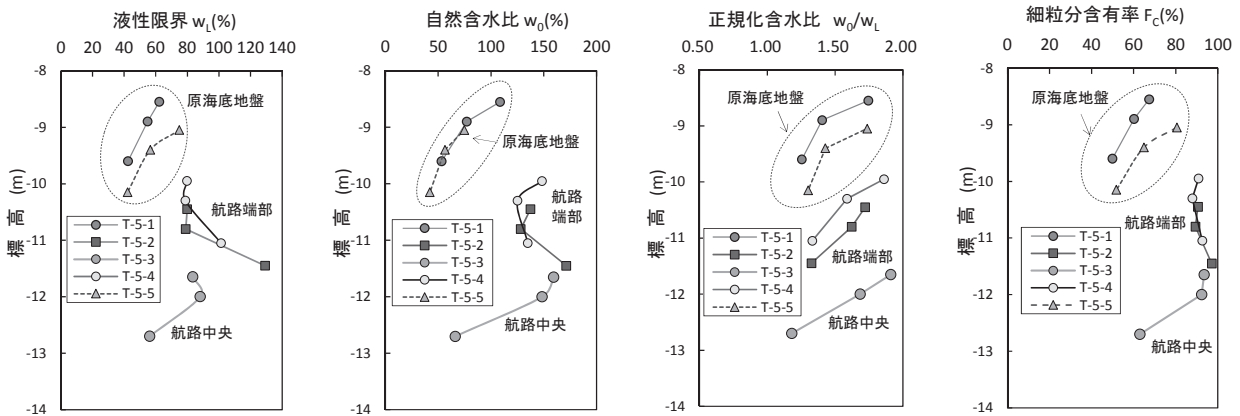 液性限界 wL(%)
0 20 40 60 80 100 120 140
-8
-9
-10
-11
-12
-13
-14
標 高 (m)
原海底地盤
航路端部
航路中央
T-5-1
T-5-2
T-5-3
T-5-4
T-5-5
自然含水比 w0(%)
0 50 100 150 200
-8
-9
-10
-11
-12
-13
-14
標 高 (m)
原海底地盤
航路
端部
航路中央
T-5-1
T-5-2
T-5-3
T-5-4
T-5-5
正規化含水比 w0/wL
0.50 1.00 1.50 2.00
-8
-9
-10
-11
-12
-13
-14
標 高 (m)
原海底地盤
航路端部
航路中央
T-5-1
T-5-2
T-5-3
T-5-4
T-5-5
細粒分含有率 FC(%)
0 20 40 60 80 100
-8
-9
-10
-11
-12
-13
-14
標 高 (m)
原海底地盤
航路端部
航路中央
T-5-1
T-5-2
T-5-3
T-5-4
T-5-5